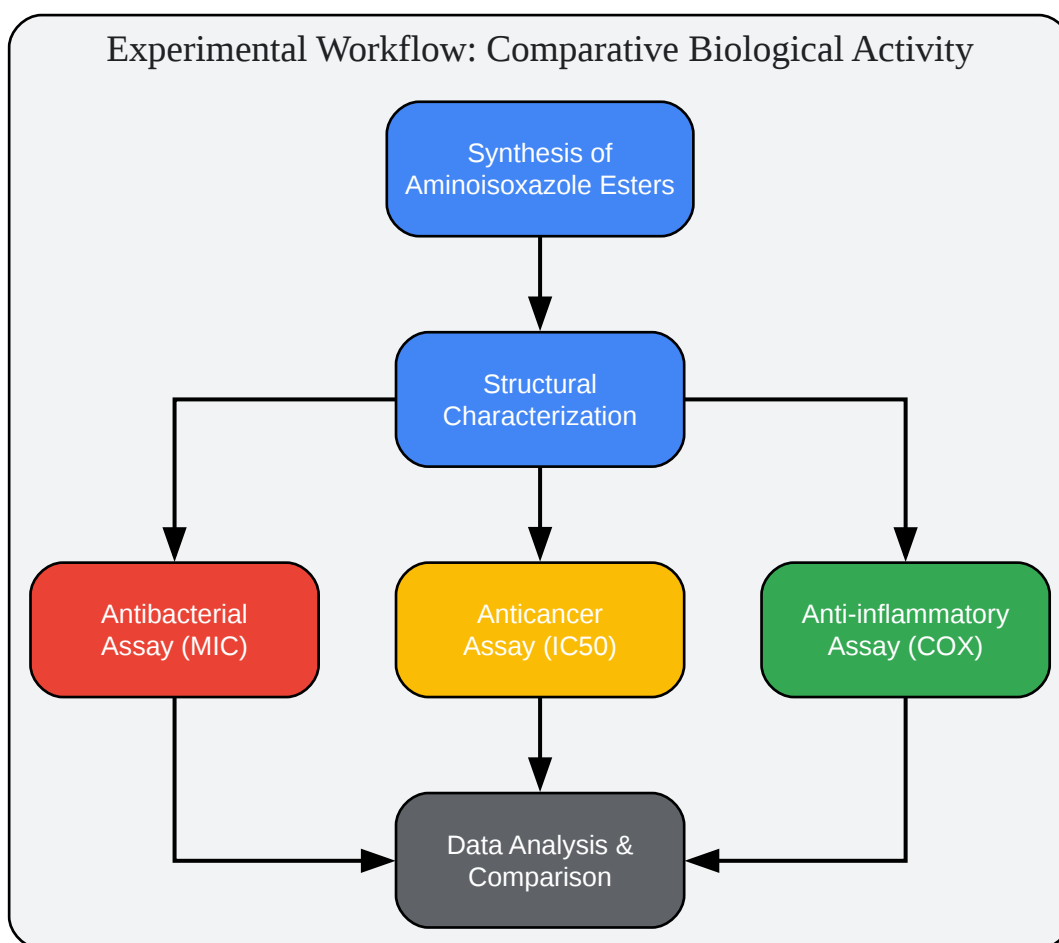 Experimental Workflow: Comparative Biological Activity
Synthesis of
Aminoisoxazole Esters
Structural
Characterization
Antibacterial
Assay (MIC)
Anticancer
Assay (IC50)
Anti-inflammatory
Assay (COX)
Data Analysis &
Comparison